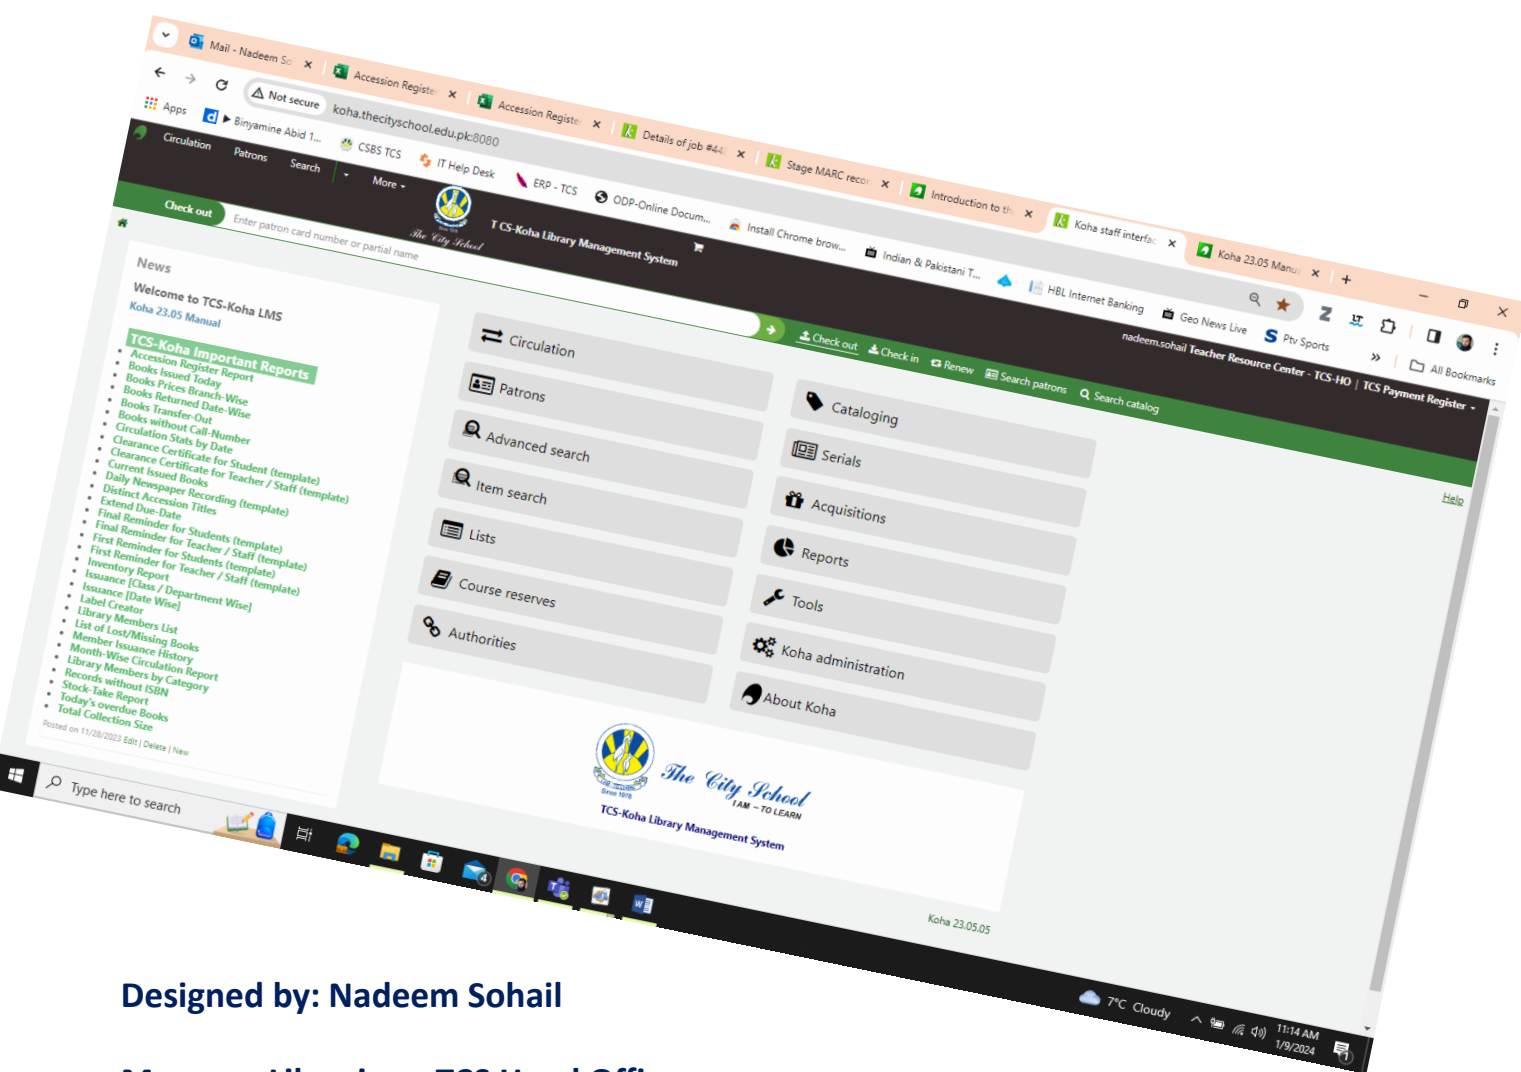 Mail - Nadeem So
Accession Register
Accession Register
Details of job #44
Stage MARC recor
Introduction to th
Koha staff interfac
Koha 23.05 Manu
Not secure
koha.thecityschool.edu.pk:8080
Apps
Binyamine Abid 1...
CSBS TCS
IT Help Desk
ERP - TCS
ODP-Online Docum...
Install Chrome brow...
Indian & Pakistani T...
HBL Internet Banking
Geo News Live
Ptv Sports
All Bookmarks
Circulation
Patrons
Search
More
The City School
T CS-Koha Library Management System
nadeem.sohail Teacher Resource Center - TCS-HO | TCS Payment Register
Check out
Enter patron card number or partial name
Check out
Check in
Renew
Search patrons
Search catalog
Help
News
Welcome to TCS-Koha LMS
Koha 23.05 Manual
TCS-Koha Important Reports
Accession Register Report
Books Issued Today
Books Prices Branch-Wise
Books Returned Date-Wise
Books Transfer-Out
Books without Call-Number
Circulation Stats by Date
Clearance Certificate for Student (template)
Clearance Certificate for Teacher / Staff (template)
Current Issued Books
Daily Newspaper Recording (template)
Distinct Accession Titles
Extend Due-Date
Final Reminder for Students (template)
Final Reminder for Teacher / Staff (template)
First Reminder for Students (template)
First Reminder for Teacher / Staff (template)
Inventory Report
Issuance [Class / Department Wise]
Issuance [Date Wise]
Label Creator
Library Members List
List of Lost/Missing Books
Member Issuance History
Month-Wise Circulation Report
Library Members by Category
Records without ISBN
Stock-Take Report
Today's overdue Books
Total Collection Size
Posted on 11/28/2023 Edit | Delete | New
Circulation
Patrons
Advanced search
Item search
Lists
Course reserves
Authorities
Cataloging
Serials
Acquisitions
Reports
Tools
Koha administration
About Koha
Since 1978
The City School
I AM – TO LEARN
TCS-Koha Library Management System
Koha 23.05.05
Type here to search
4
7°C Cloudy
11:14 AM
1/9/2024
1
Designed by: Nadeem Sohail